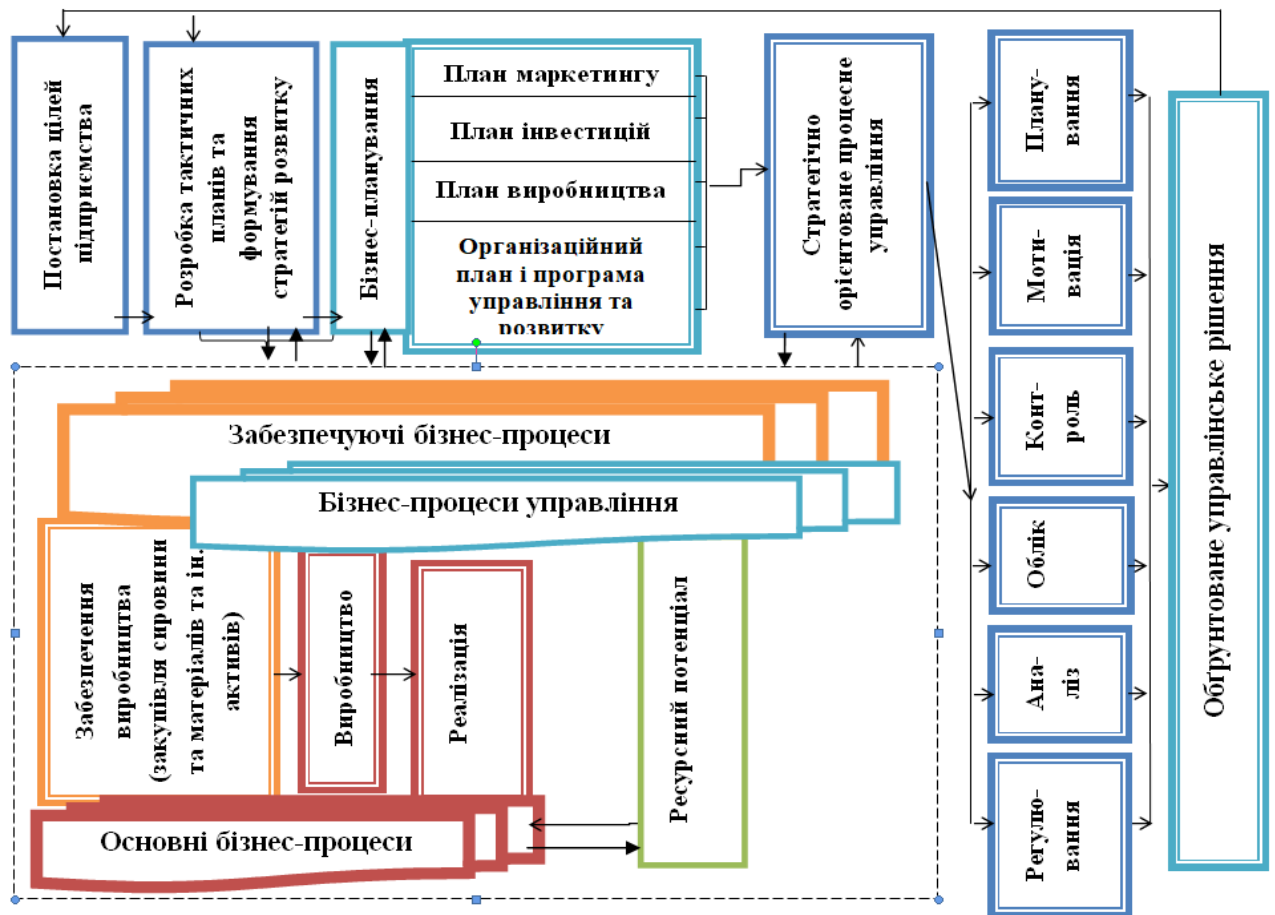 Постановка цілей
підприємства
Розробка тактичних
планів та
формування
стратегій розвитку
Бізнес-планування
План маркетингу
План інвестицій
План виробництва
Організаційний
план і програма
управління та
розвитку
Стратегічно
орієнтоване процесне
управління
Плану-
вання
Моти-
вація
Конт-
роль
Облік
Ана-
ліз
Регулю-
вання
Обґрунтоване управлінське рішення
Забезпечуючі бізнес-процеси
Бізнес-процеси управління
Забезпечення
виробництва
(закупівля сировини
та матеріалів та ін.
активів)
Виробництво
Реалізація
Ресурсний потенціал
Основні бізнес-процеси